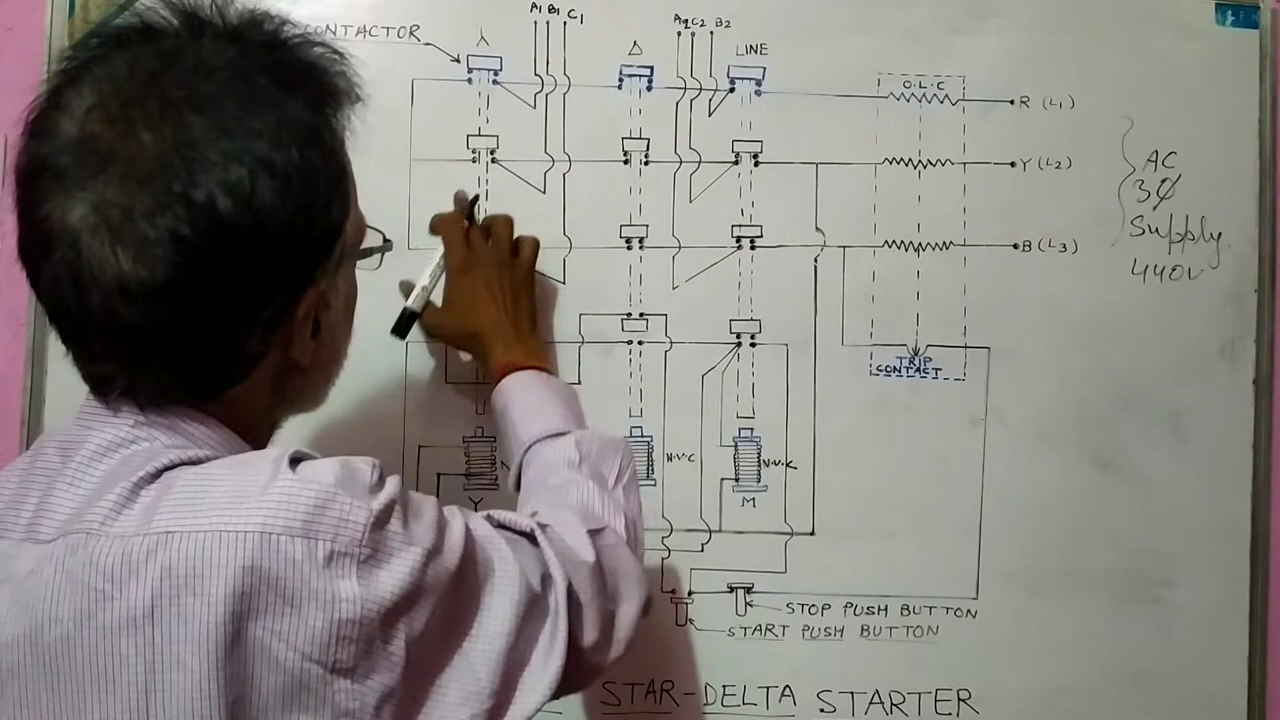 CONTACTOR
A1 B1 C1
A2 C2 B2
⅄ Δ LINE
O.L.C
R (L1)
Y (L2)
B (L3)
AC
3Ø
Supply
440V
TRIP
CONTACT
N.V.C
N.V.C
Y
M
STOP PUSH BUTTON
START PUSH BUTTON
STAR-DELTA STARTER